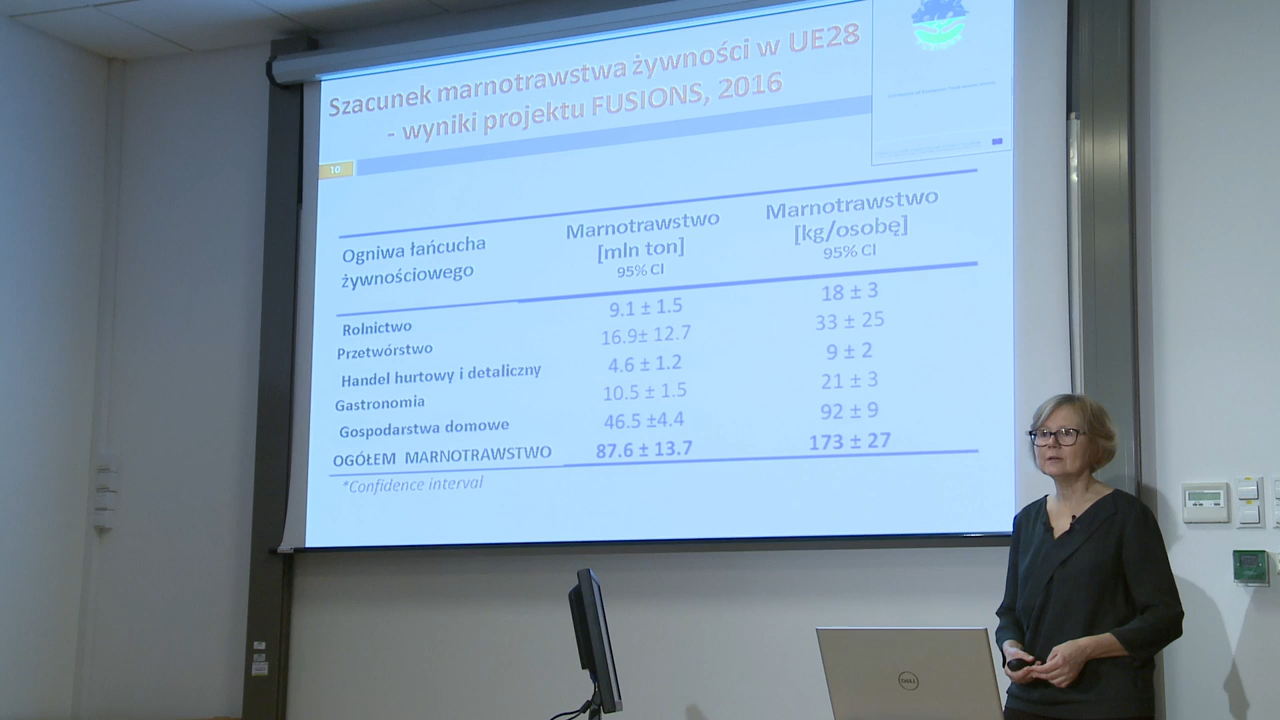 Szacunek marnotrawstwa żywności w UE28
- wyniki projektu FUSIONS, 2016
10
Ogniwa łańcucha
żywnościowego
Marnotrawstwo
[mln ton]
95% CI
Marnotrawstwo
[kg/osobę]
95% CI
Rolnictwo 9.1 ± 1.5 18 ± 3
Przetwórstwo 16.9± 12.7 33 ± 25
Handel hurtowy i detaliczny 4.6 ± 1.2 9 ± 2
Gastronomia 10.5 ± 1.5 21 ± 3
Gospodarstwa domowe 46.5 ±4.4 92 ± 9
OGÓŁEM MARNOTRAWSTWO 87.6 ± 13.7 173 ± 27
*Confidence interval
DELL